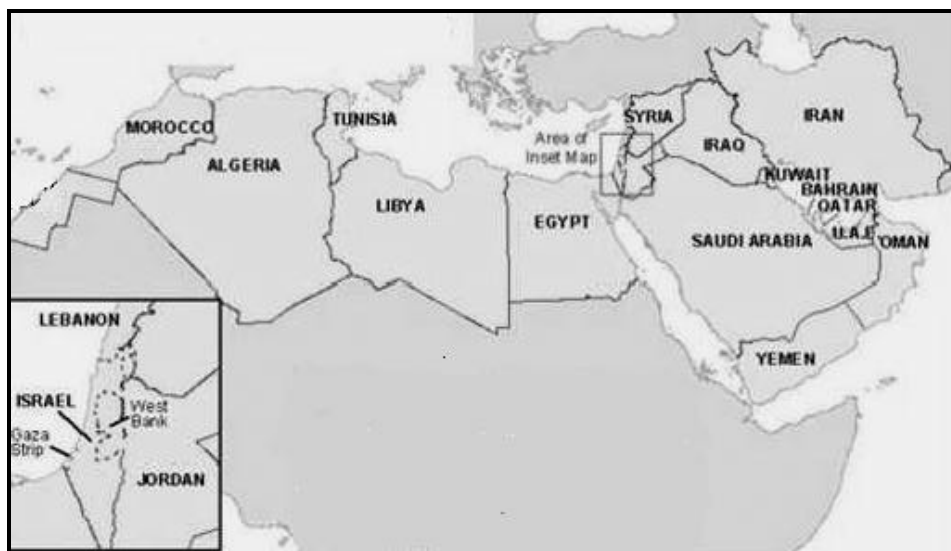 MOROCCO
ALGERIA
TUNISIA
LIBYA
EGYPT
Area of
Inset Map
SYRIA
IRAQ
IRAN
KUWAIT
BAHRAIN
QATAR
U.A.E
OMAN
SAUDI ARABIA
YEMEN
LEBANON
ISRAEL
West
Bank
Gaza
Strip
JORDAN